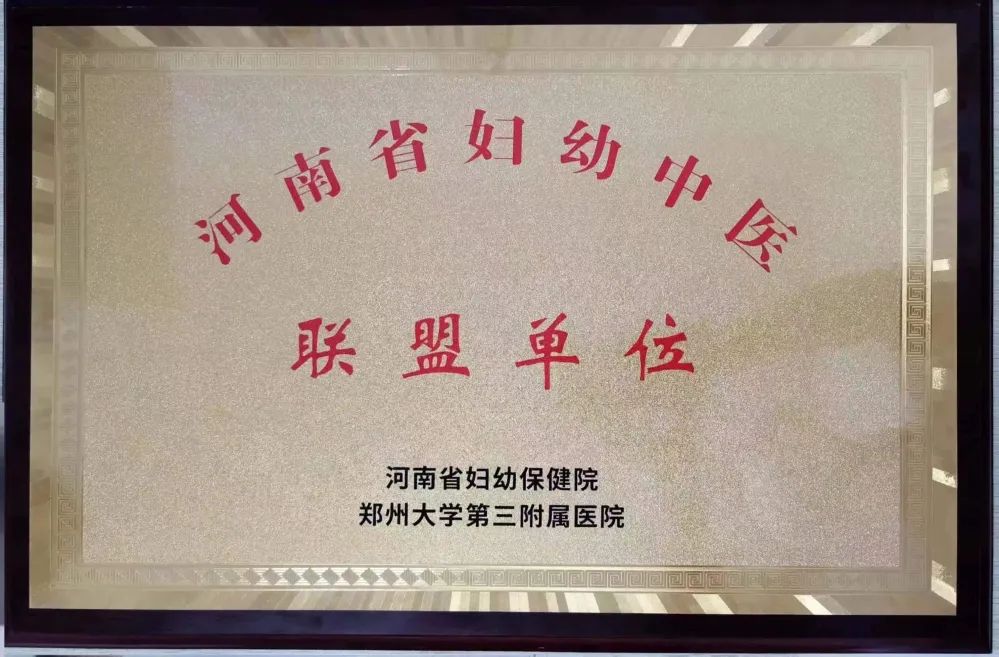 河南省妇幼中医
联盟单位
河南省妇幼保健院
郑州大学第三附属医院